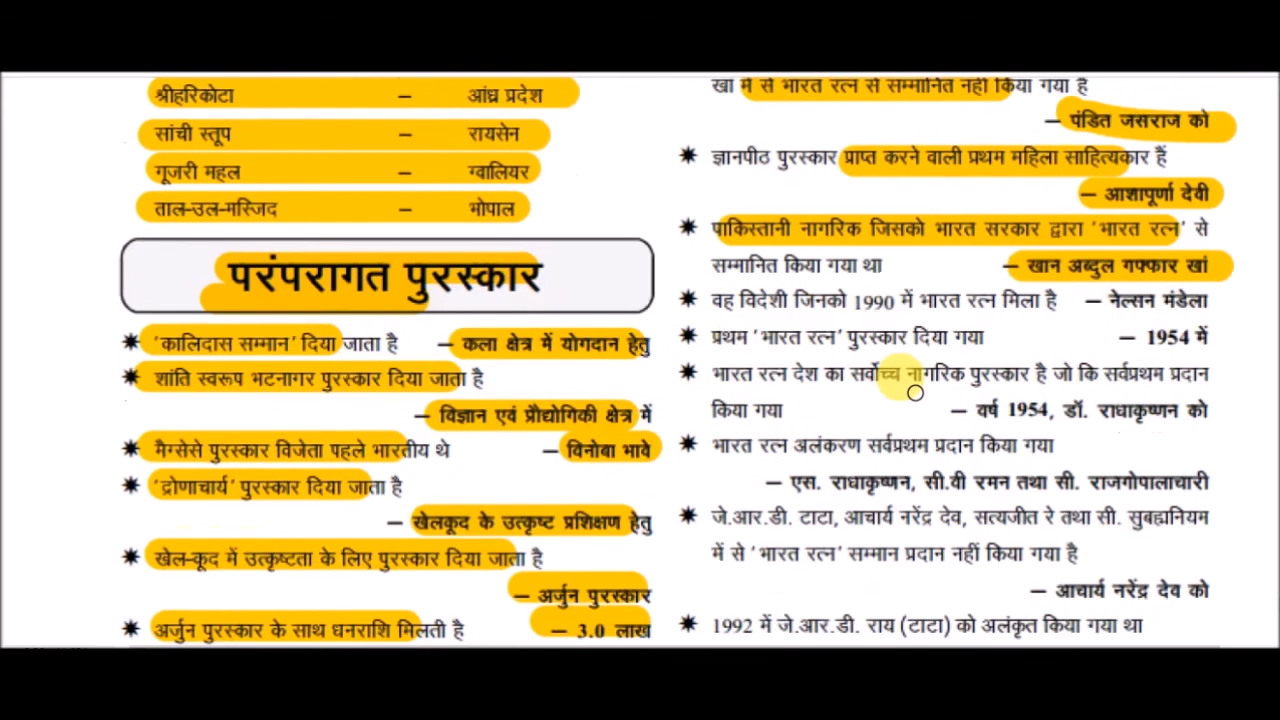 श्रीहरिकोटा – आंध्र प्रदेश
सांची स्तूप – रायसेन
गूजरी महल – ग्वालियर
ताल-उल-मस्जिद – भोपाल
परंपरागत पुरस्कार
✷ 'कालिदास सम्मान' दिया जाता है – कला क्षेत्र में योगदान हेतु
✷ शांति स्वरूप भटनागर पुरस्कार दिया जाता है
– विज्ञान एवं प्रौद्योगिकी क्षेत्र में
✷ मैग्सेसे पुरस्कार विजेता पहले भारतीय थे – विनोबा भावे
✷ 'द्रोणाचार्य' पुरस्कार दिया जाता है
– खेलकूद के उत्कृष्ट प्रशिक्षण हेतु
✷ खेल-कूद में उत्कृष्टता के लिए पुरस्कार दिया जाता है
– अर्जुन पुरस्कार
✷ अर्जुन पुरस्कार के साथ धनराशि मिलती है – 3.0 लाख
खां में से भारत रत्न से सम्मानित नहीं किया गया है
– पंडित जसराज को
✷ ज्ञानपीठ पुरस्कार प्राप्त करने वाली प्रथम महिला साहित्यकार हैं
– आशापूर्णा देवी
✷ पाकिस्तानी नागरिक जिसको भारत सरकार द्वारा 'भारत रत्न' से
सम्मानित किया गया था – खान अब्दुल गफ्फार खां
✷ वह विदेशी जिनको 1990 में भारत रत्न मिला है – नेल्सन मंडेला
✷ प्रथम 'भारत रत्न' पुरस्कार दिया गया – 1954 में
✷ भारत रत्न देश का सर्वोच्च नागरिक पुरस्कार है जो कि सर्वप्रथम प्रदान
किया गया – वर्ष 1954, डॉ. राधाकृष्णन को
✷ भारत रत्न अलंकरण सर्वप्रथम प्रदान किया गया
– एस. राधाकृष्णन, सी.वी रमन तथा सी. राजगोपालाचारी
✷ जे.आर.डी. टाटा, आचार्य नरेंद्र देव, सत्यजीत रे तथा सी. सुबह्मनियम
में से 'भारत रत्न' सम्मान प्रदान नहीं किया गया है
– आचार्य नरेंद्र देव को
✷ 1992 में जे.आर.डी. राय (टाटा) को अलंकृत किया गया था